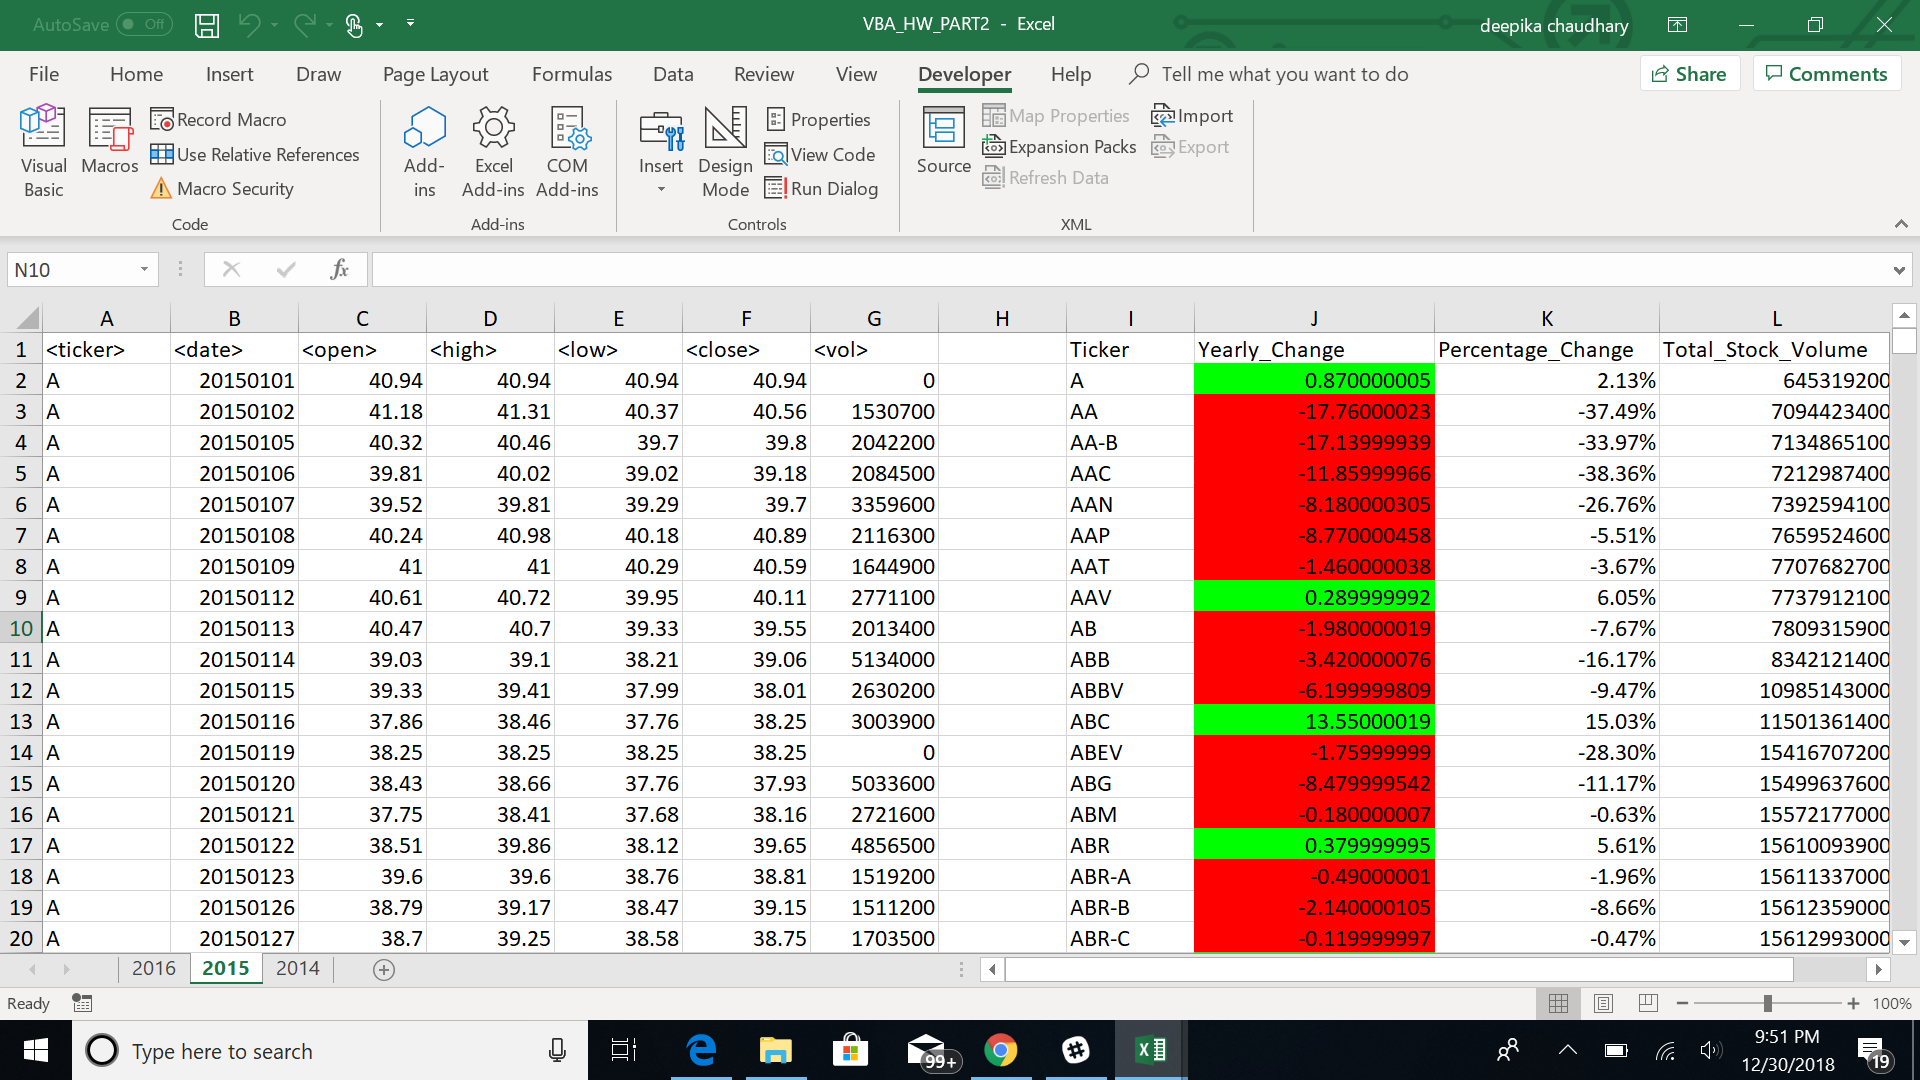 AutoSave Off
VBA_HW_PART2 - Excel
deepika chaudhary
File Home Insert Draw Page Layout Formulas Data Review View Developer Help Tell me what you want to do Share Comments
Visual Basic
Macros
Record Macro
Use Relative References
Macro Security
Code
Add-ins
Excel Add-ins
COM Add-ins
Add-ins
Insert
Design Mode
Properties
View Code
Run Dialog
Controls
Source
Map Properties
Expansion Packs
Refresh Data
Import
Export
XML
N10
fx
A B C D E F G H I J K L
1 <ticker> <date> <open> <high> <low> <close> <vol> Ticker Yearly_Change Percentage_Change Total_Stock_Volume
2 A 20150101 40.94 40.94 40.94 40.94 0 A 0.870000005 2.13% 645319200
3 A 20150102 41.18 41.31 40.37 40.56 1530700 AA -17.76000023 -37.49% 7094423400
4 A 20150105 40.32 40.46 39.7 39.8 2042200 AA-B -17.13999939 -33.97% 7134865100
5 A 20150106 39.81 40.02 39.02 39.18 2084500 AAC -11.85999966 -38.36% 7212987400
6 A 20150107 39.52 39.81 39.29 39.7 3359600 AAN -8.180000305 -26.76% 7392594100
7 A 20150108 40.24 40.98 40.18 40.89 2116300 AAP -8.770000458 -5.51% 7659524600
8 A 20150109 41 41 40.29 40.59 1644900 AAT -1.460000038 -3.67% 7707682700
9 A 20150112 40.61 40.72 39.95 40.11 2771100 AAV 0.289999992 6.05% 7737912100
10 A 20150113 40.47 40.7 39.33 39.55 2013400 AB -1.980000019 -7.67% 7809315900
11 A 20150114 39.03 39.1 38.21 39.06 5134000 ABB -3.420000076 -16.17% 8342121400
12 A 20150115 39.33 39.41 37.99 38.01 2630200 ABBV -6.199999809 -9.47% 10985143000
13 A 20150116 37.86 38.46 37.76 38.25 3003900 ABC 13.55000019 15.03% 11501361400
14 A 20150119 38.25 38.25 38.25 38.25 0 ABEV -1.75999999 -28.30% 15416707200
15 A 20150120 38.43 38.66 37.76 37.93 5033600 ABG -8.479999542 -11.17% 15499637600
16 A 20150121 37.75 38.41 37.68 38.16 2721600 ABM -0.180000007 -0.63% 15572177000
17 A 20150122 38.51 39.86 38.12 39.65 4856500 ABR 0.379999995 5.61% 15610093900
18 A 20150123 39.6 39.6 38.76 38.81 1519200 ABR-A -0.49000001 -1.96% 15611337000
19 A 20150126 38.79 39.17 38.47 39.15 1511200 ABR-B -2.140000105 -8.66% 15612359000
20 A 20150127 38.7 39.25 38.58 38.75 1703500 ABR-C -0.119999997 -0.47% 15612993000
2016 2015 2014
Ready
100%
Type here to search
99+
9:51 PM
12/30/2018
19